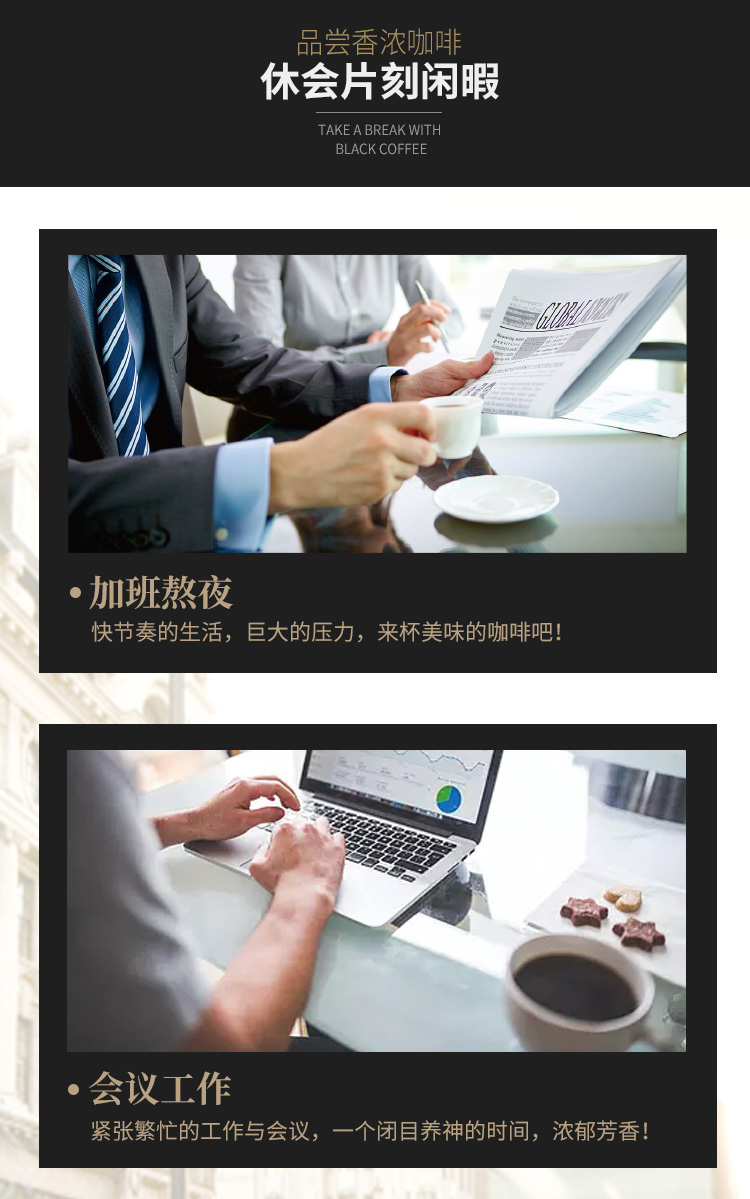 品尝香浓咖啡
休会片刻闲暇
TAKE A BREAK WITH
BLACK COFFEE
GLOBAL
• 加班熬夜
快节奏的生活，巨大的压力，来杯美味的咖啡吧！
• 会议工作
紧张繁忙的工作与会议，一个闭目养神的时间，浓郁芳香！